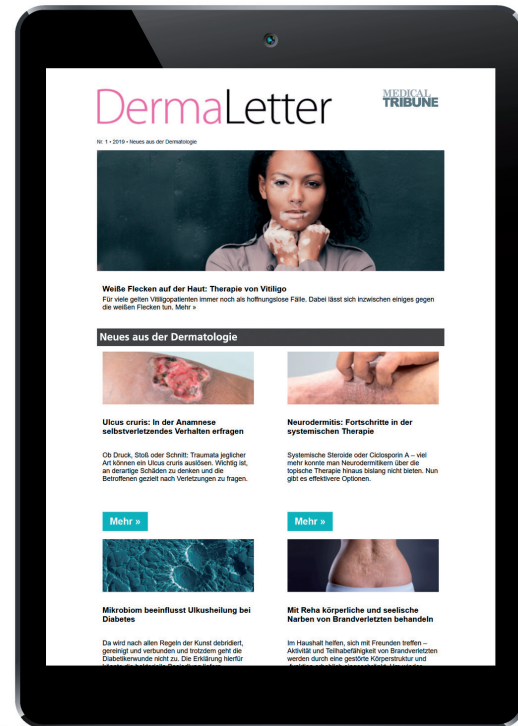 DermaLetter
MEDICAL
TRIBUNE
Nr. 1 • 2019 • Neues aus der Dermatologie
Weiße Flecken auf der Haut: Therapie von Vitiligo
Für viele gelten Vitiligopatienten immer noch als hoffnungslose Fälle. Dabei lässt sich inzwischen einiges gegen
die weißen Flecken tun. Mehr »
Neues aus der Dermatologie
Ulcus cruris: In der Anamnese
selbstverletzendes Verhalten erfragen
Ob Druck, Stoß oder Schnitt: Traumata jeglicher
Art können ein Ulcus cruris auslösen. Wichtig ist,
an derartige Schäden zu denken und die
Betroffenen gezielt nach Verletzungen zu fragen.
Mehr »
Neurodermitis: Fortschritte in der
systemischen Therapie
Systemische Steroide oder Ciclosporin A – viel
mehr konnte man Neurodermitikern über die
topische Therapie hinaus bislang nicht bieten. Nun
gibt es effektivere Optionen.
Mehr »
Mikrobiom beeinflusst Ulkusheilung bei
Diabetes
Da wird nach allen Regeln der Kunst debridiert,
gereinigt und verbunden und trotzdem geht die
Diabetikerwunde nicht zu. Die Erklärung hierfür
Mit Reha körperliche und seelische
Narben von Brandverletzten behandeln
Im Haushalt helfen, sich mit Freunden treffen –
Aktivität und Teilhabefähigkeit von Brandverletzten
werden durch eine gestörte Körperstruktur und